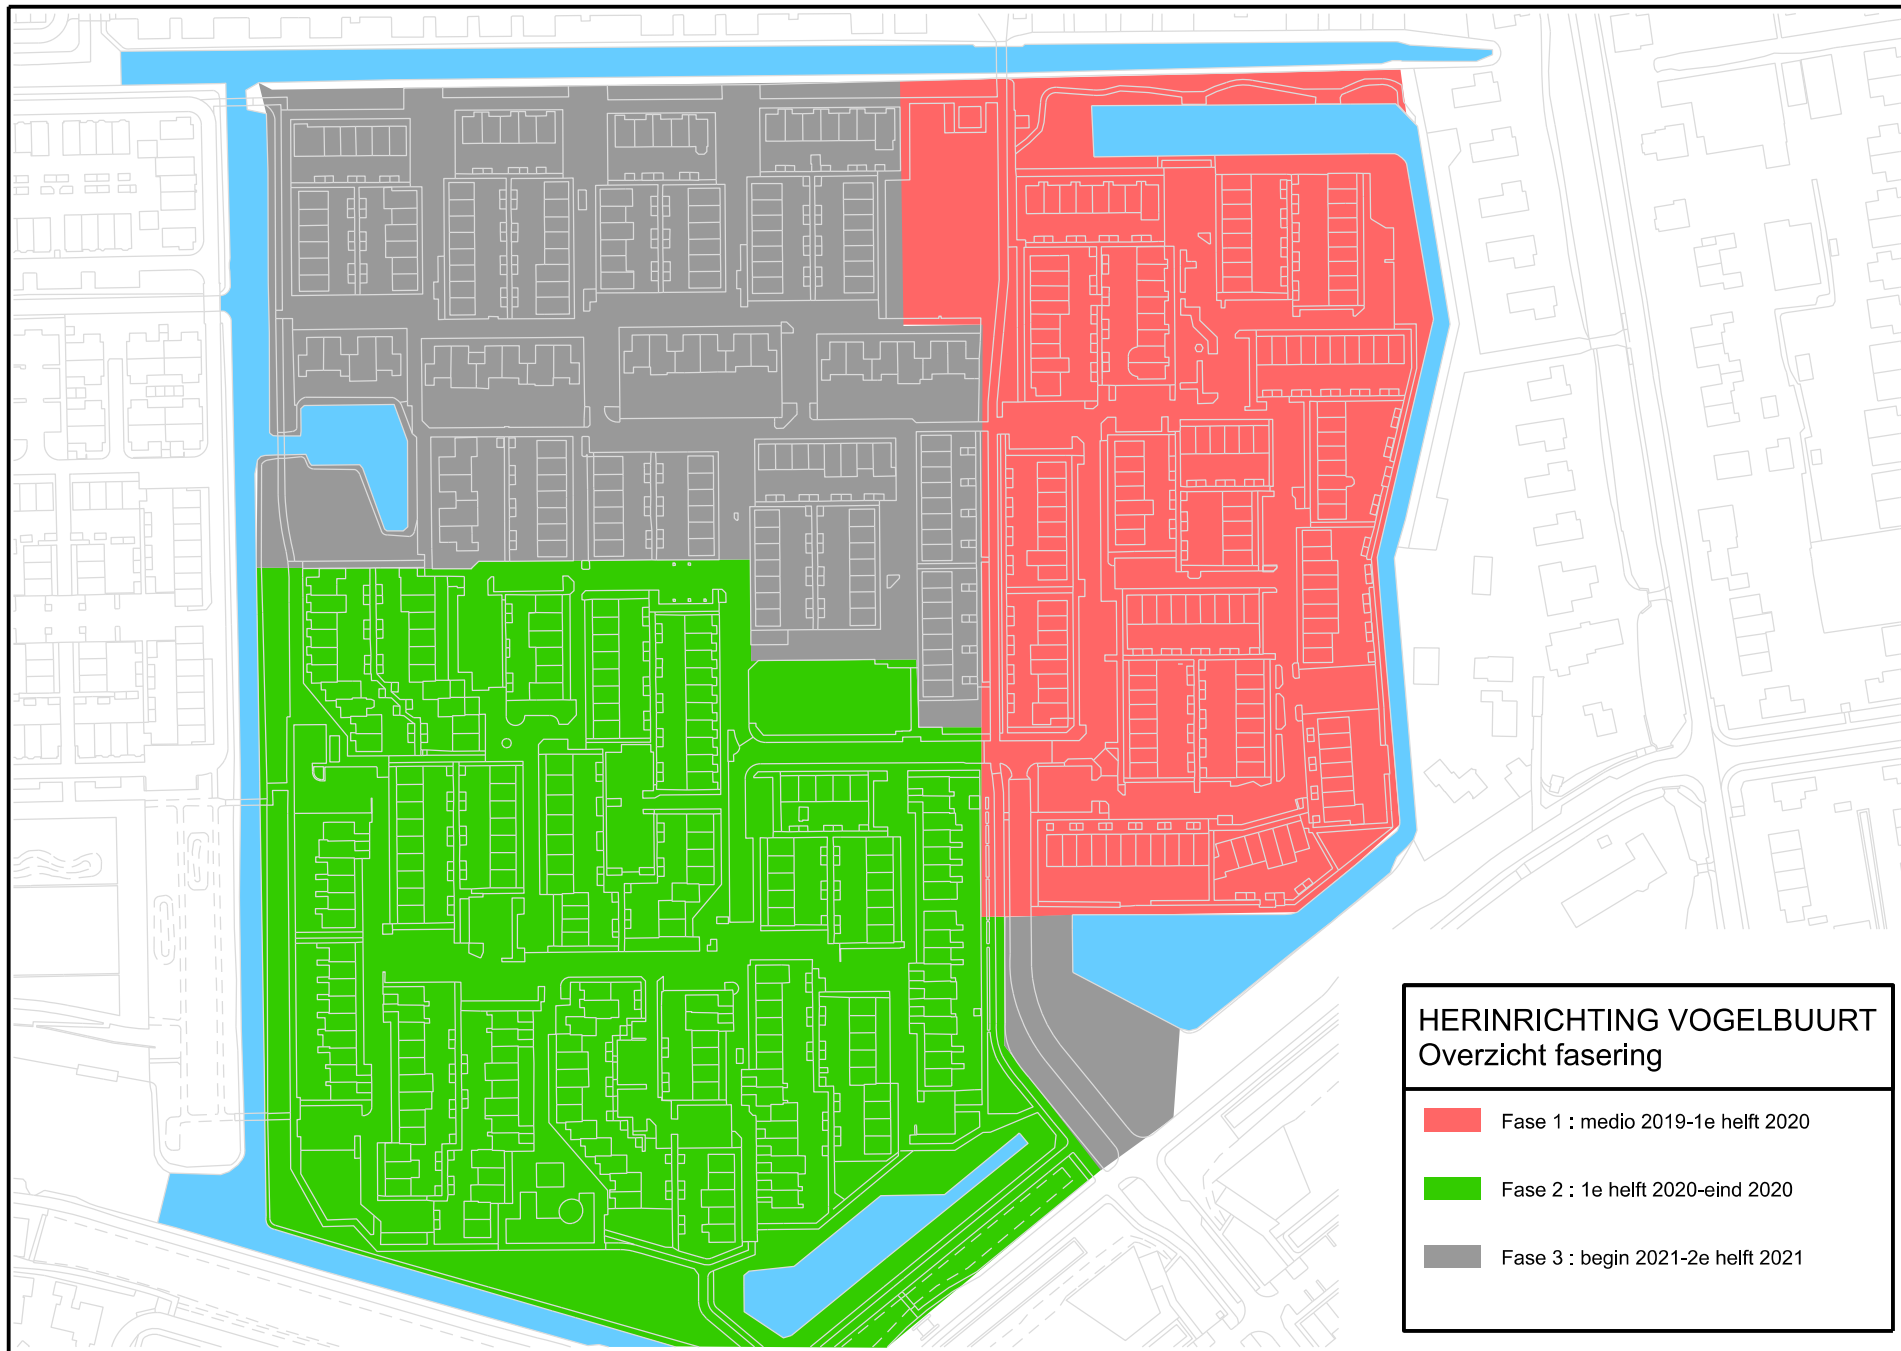 HERINRICHTING VOGELBUURT
Overzicht fasering
Fase 1 : medio 2019-1e helft 2020
Fase 2 : 1e helft 2020-eind 2020
Fase 3 : begin 2021-2e helft 2021